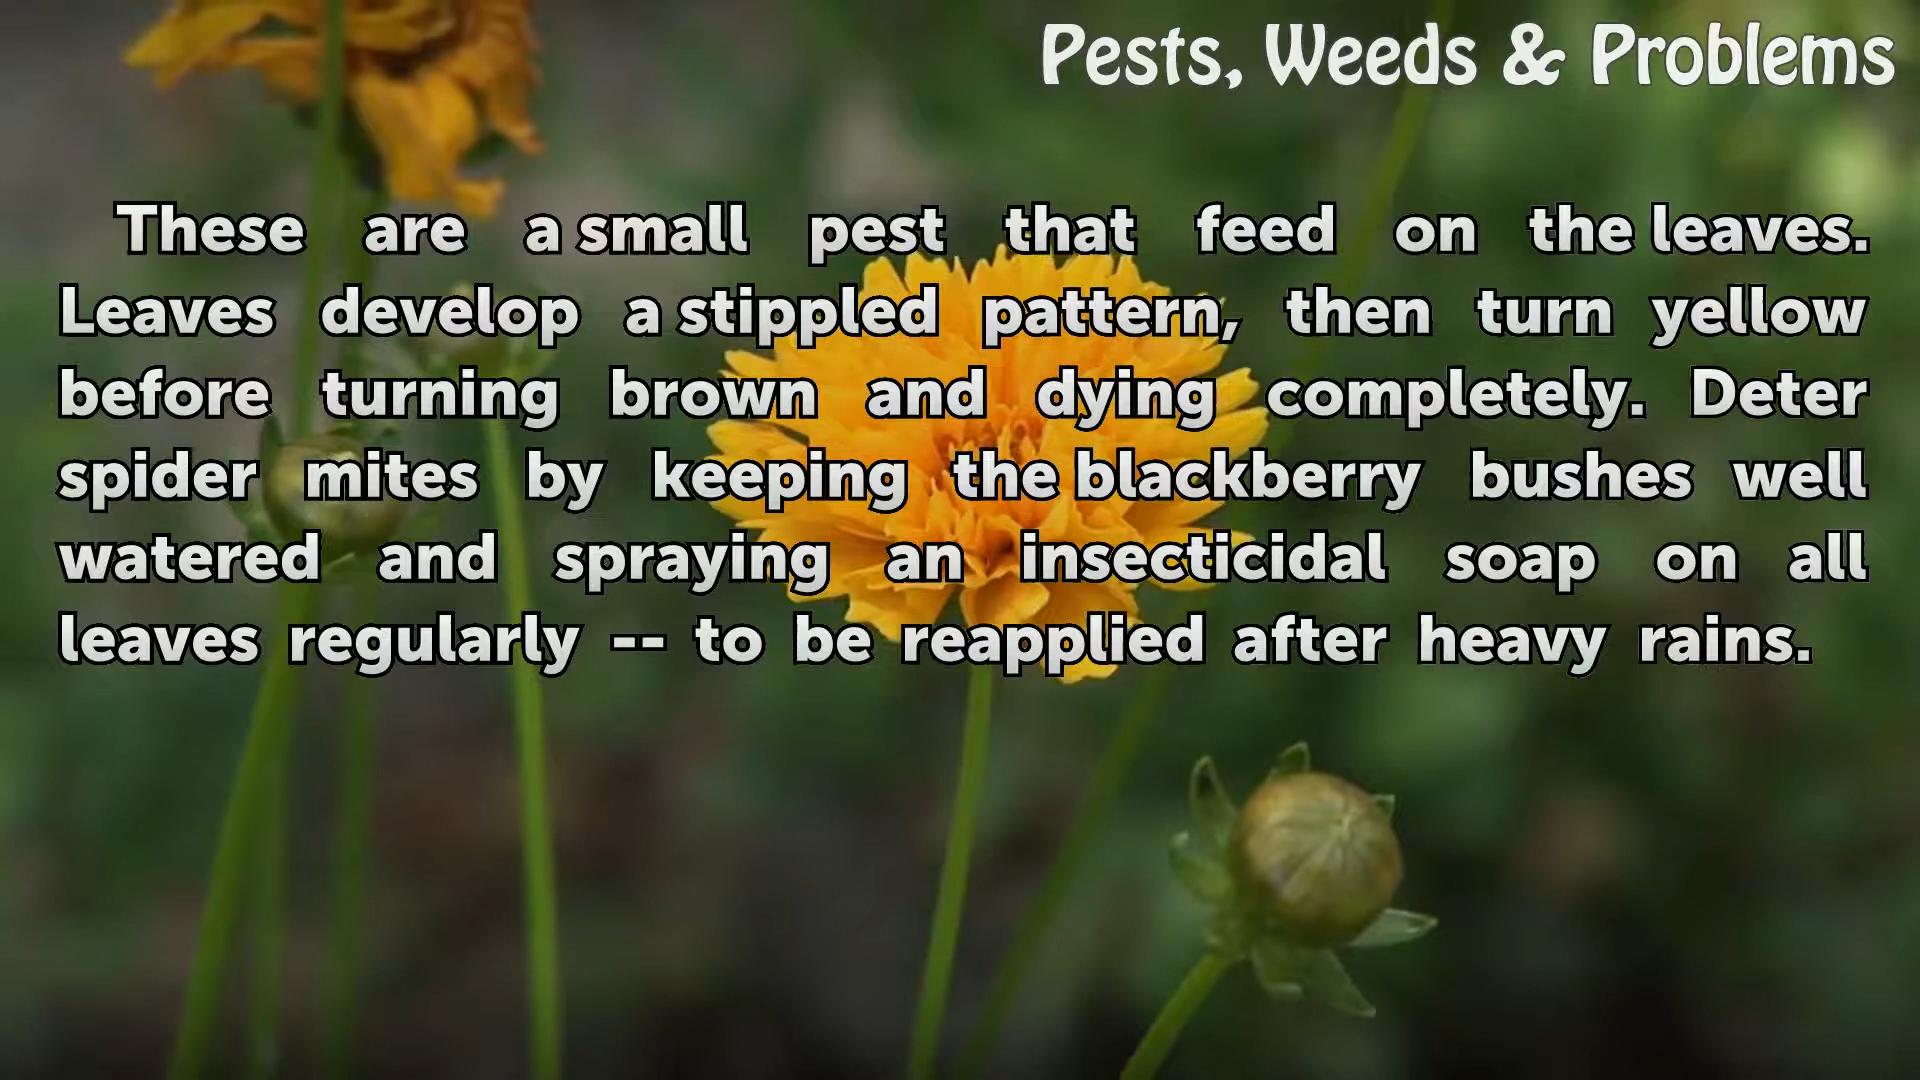 Pests, Weeds & Problems
These are a small pest that feed on the leaves.
Leaves develop a stippled pattern, then turn yellow
before turning brown and dying completely. Deter
spider mites by keeping the blackberry bushes well
watered and spraying an insecticidal soap on all
leaves regularly -- to be reapplied after heavy rains.